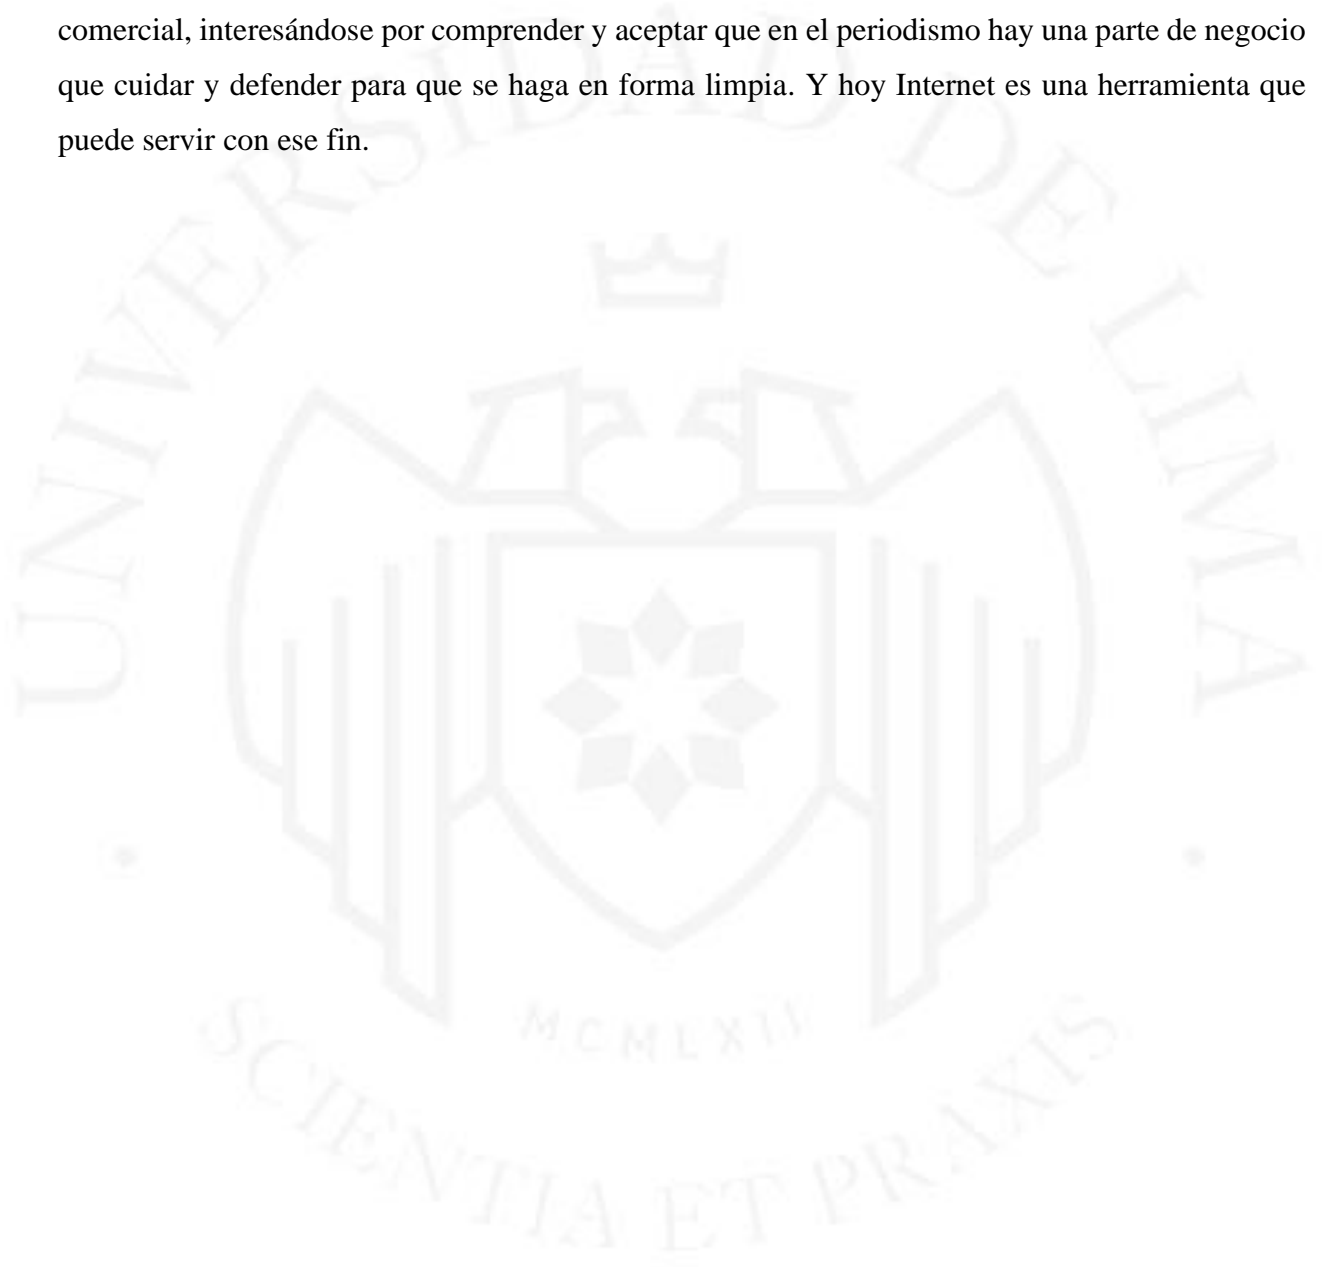 comercial, interesándose por comprender y aceptar que en el periodismo hay una parte de negocio
que cuidar y defender para que se haga en forma limpia. Y hoy Internet es una herramienta que
puede servir con ese fin.
UNIVERSIDAD DE LIMA
MCMLXII
SCIENTIA ET PRAXIS